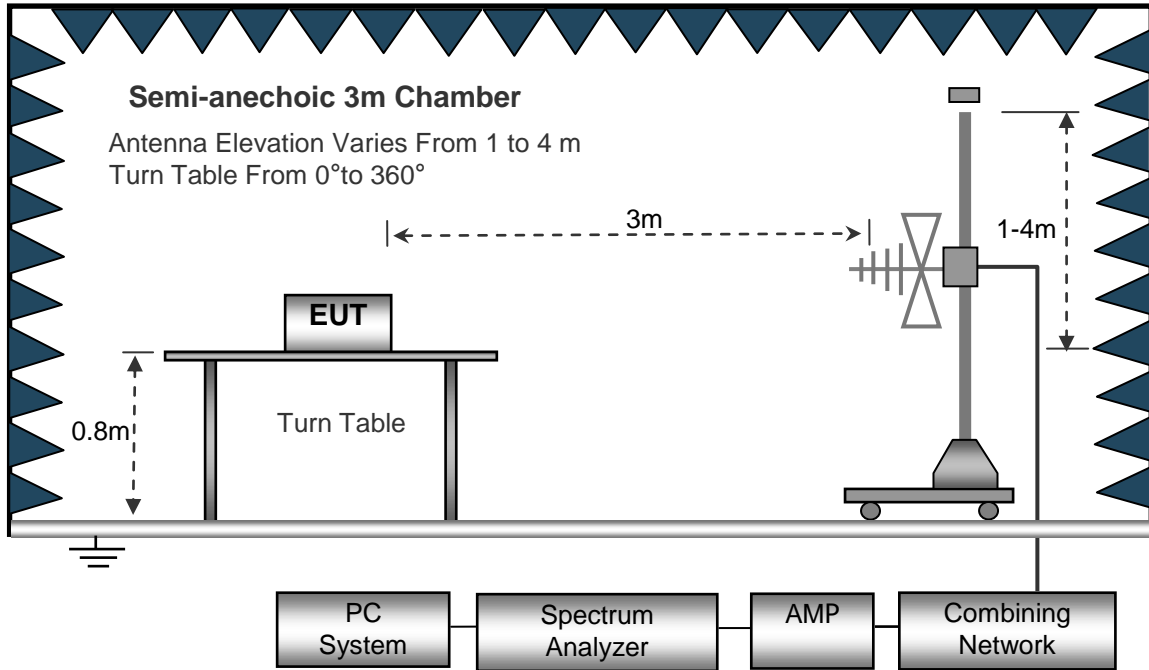 Semi-anechoic 3m Chamber
Antenna Elevation Varies From 1 to 4 m
Turn Table From 0°to 360°
3m
1-4m
EUT
0.8m
Turn Table
PC
System
Spectrum
Analyzer
AMP
Combining
Network